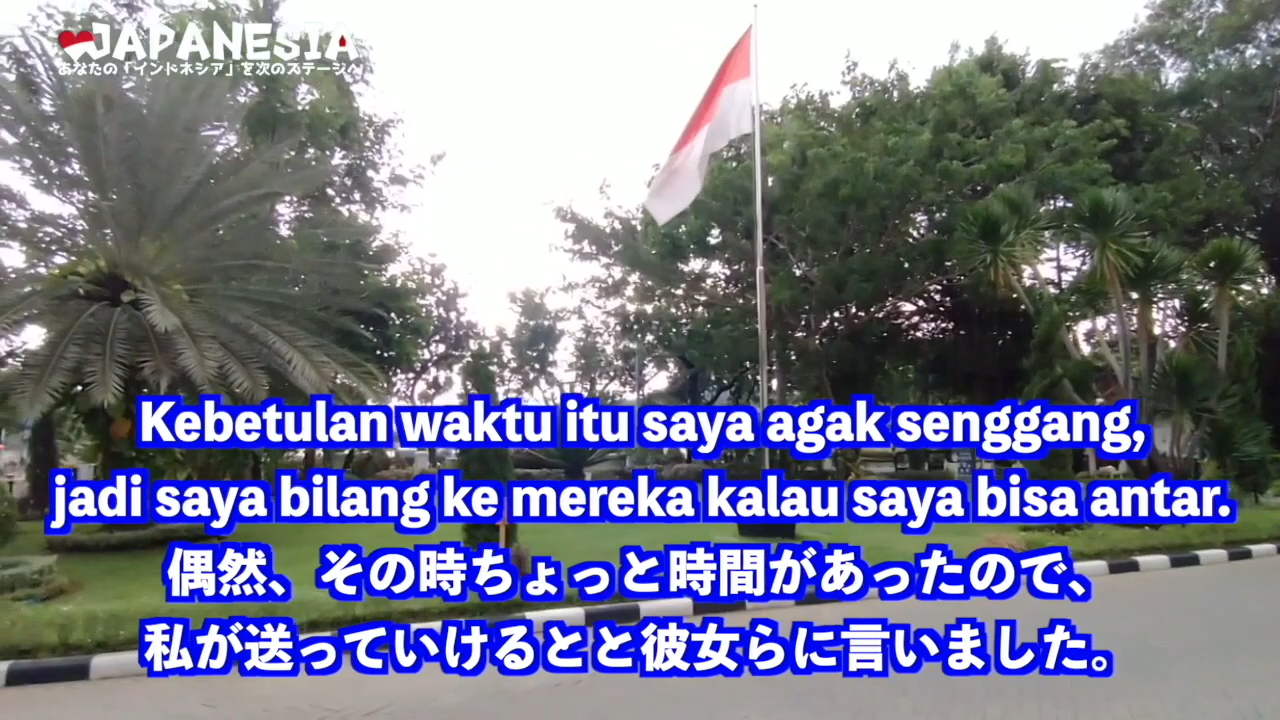 JAPANESIA
あなたの「インドネシア」を次のステージへ
Kebetulan waktu itu saya agak senggang,
jadi saya bilang ke mereka kalau saya bisa antar.
偶然、その時ちょっと時間があったので、
私が送っていけるとと彼女らに言いました。